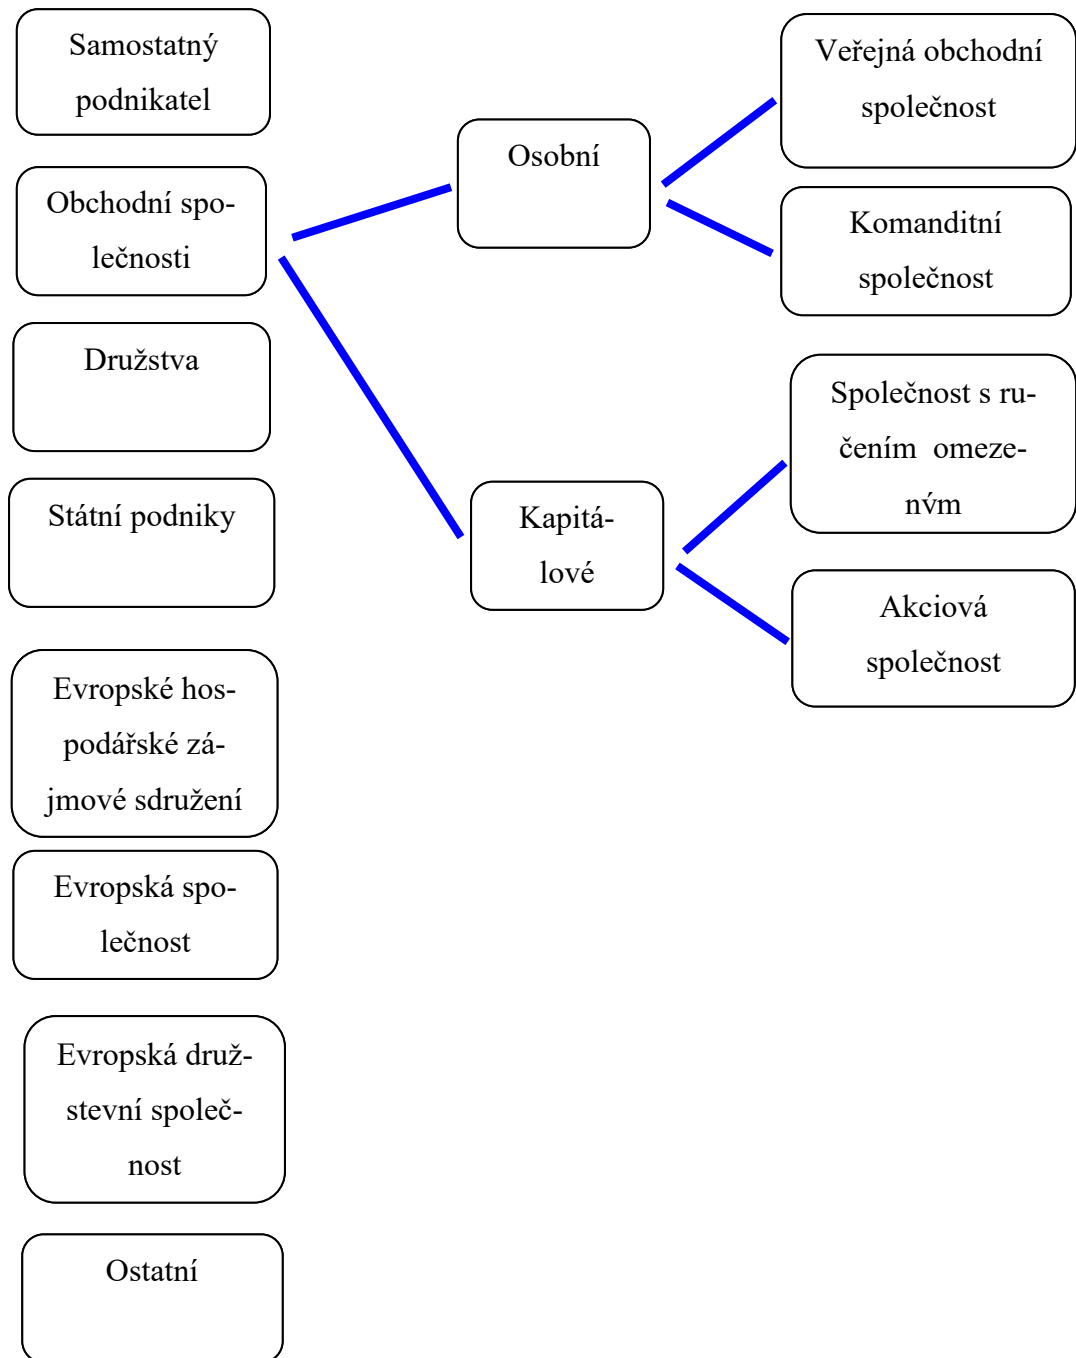 Samostatný
podnikatel
Obchodní spo-
lečnosti
Družstva
Státní podniky
Evropské hos-
podářské zá-
jmové sdružení
Evropská spo-
lečnost
Evropská druž-
stevní společ-
nost
Ostatní
Osobní
Kapitá-
lové
Veřejná obchodní
společnost
Komanditní
společnost
Společnost s ru-
čením  omeze-
ným
Akciová
společnost